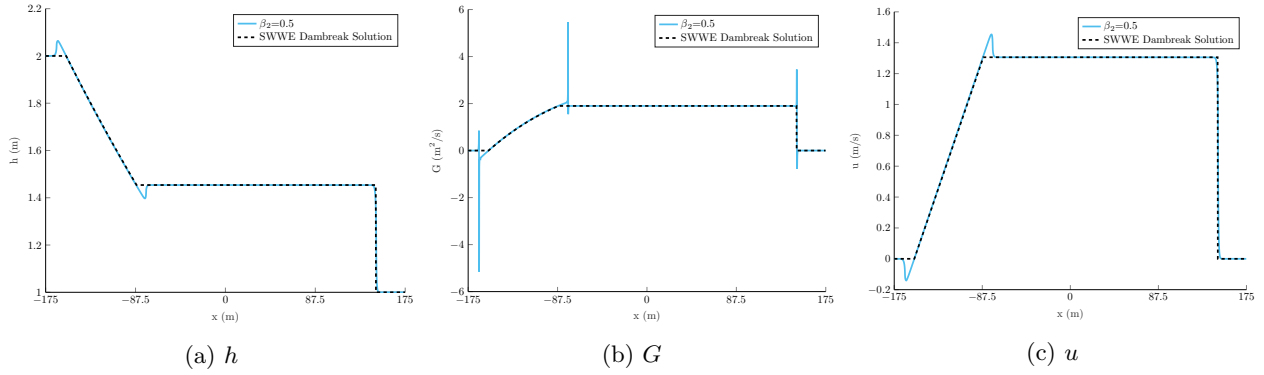 2.2
2
1.8
1.6
1.4
1.2
1
−175
−87.5
0
87.5
175
h (m)
x (m)
β₂=0.5
SWWE Dambreak Solution
(a) h
6
4
2
0
−2
−4
−6
−175
−87.5
0
87.5
175
G (m²/s)
x (m)
β₂=0.5
SWWE Dambreak Solution
(b) G
1.6
1.4
1.2
1
0.8
0.6
0.4
0.2
0
−0.2
−175
−87.5
0
87.5
175
u (m/s)
x (m)
β₂=0.5
SWWE Dambreak Solution
(c) u